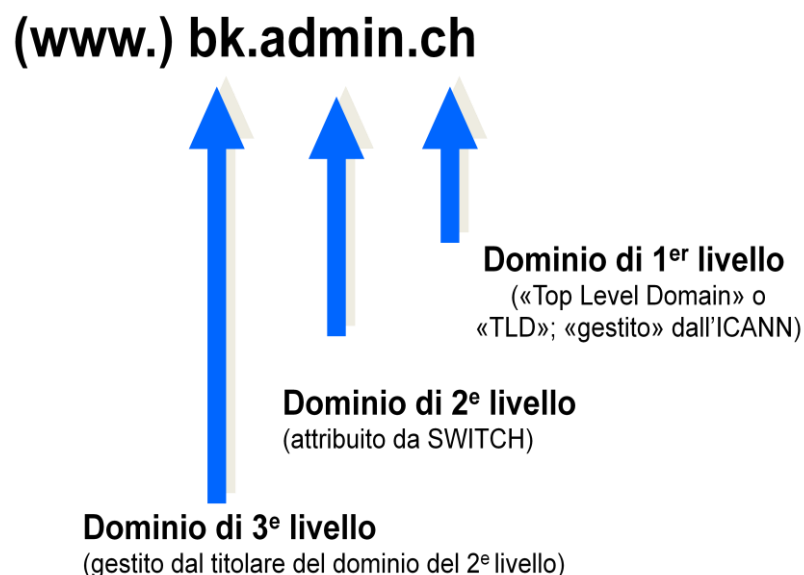 (www.) bk.admin.ch
Dominio di 1er livello
(«Top Level Domain» o
«TLD»; «gestito» dall'ICANN)
Dominio di 2e livello
(attribuito da SWITCH)
Dominio di 3e livello
(gestito dal titolare del dominio del 2e livello)